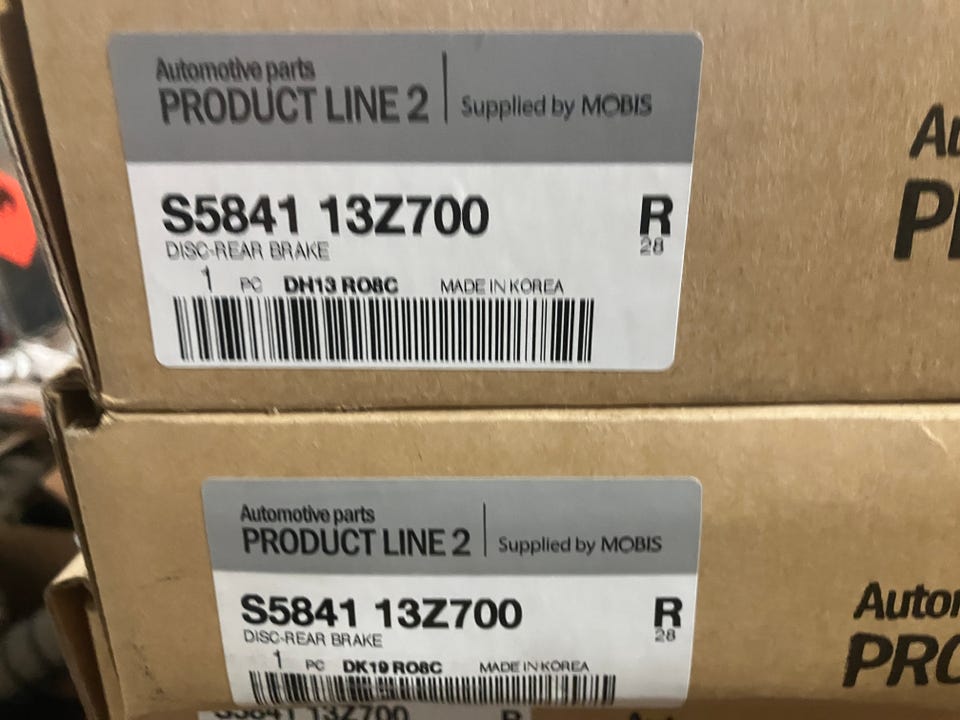 Automotive parts
PRODUCT LINE 2 Supplied by MOBIS
S5841 13Z700 R
DISC-REAR BRAKE 28
1 PC DH13 RO8C MADE IN KOREA
Automotive parts
PRODUCT LINE 2 Supplied by MOBIS
S5841 13Z700 R
DISC-REAR BRAKE 28
1 PC DK19 RO8C MADE IN KOREA
S5841 13Z700 R